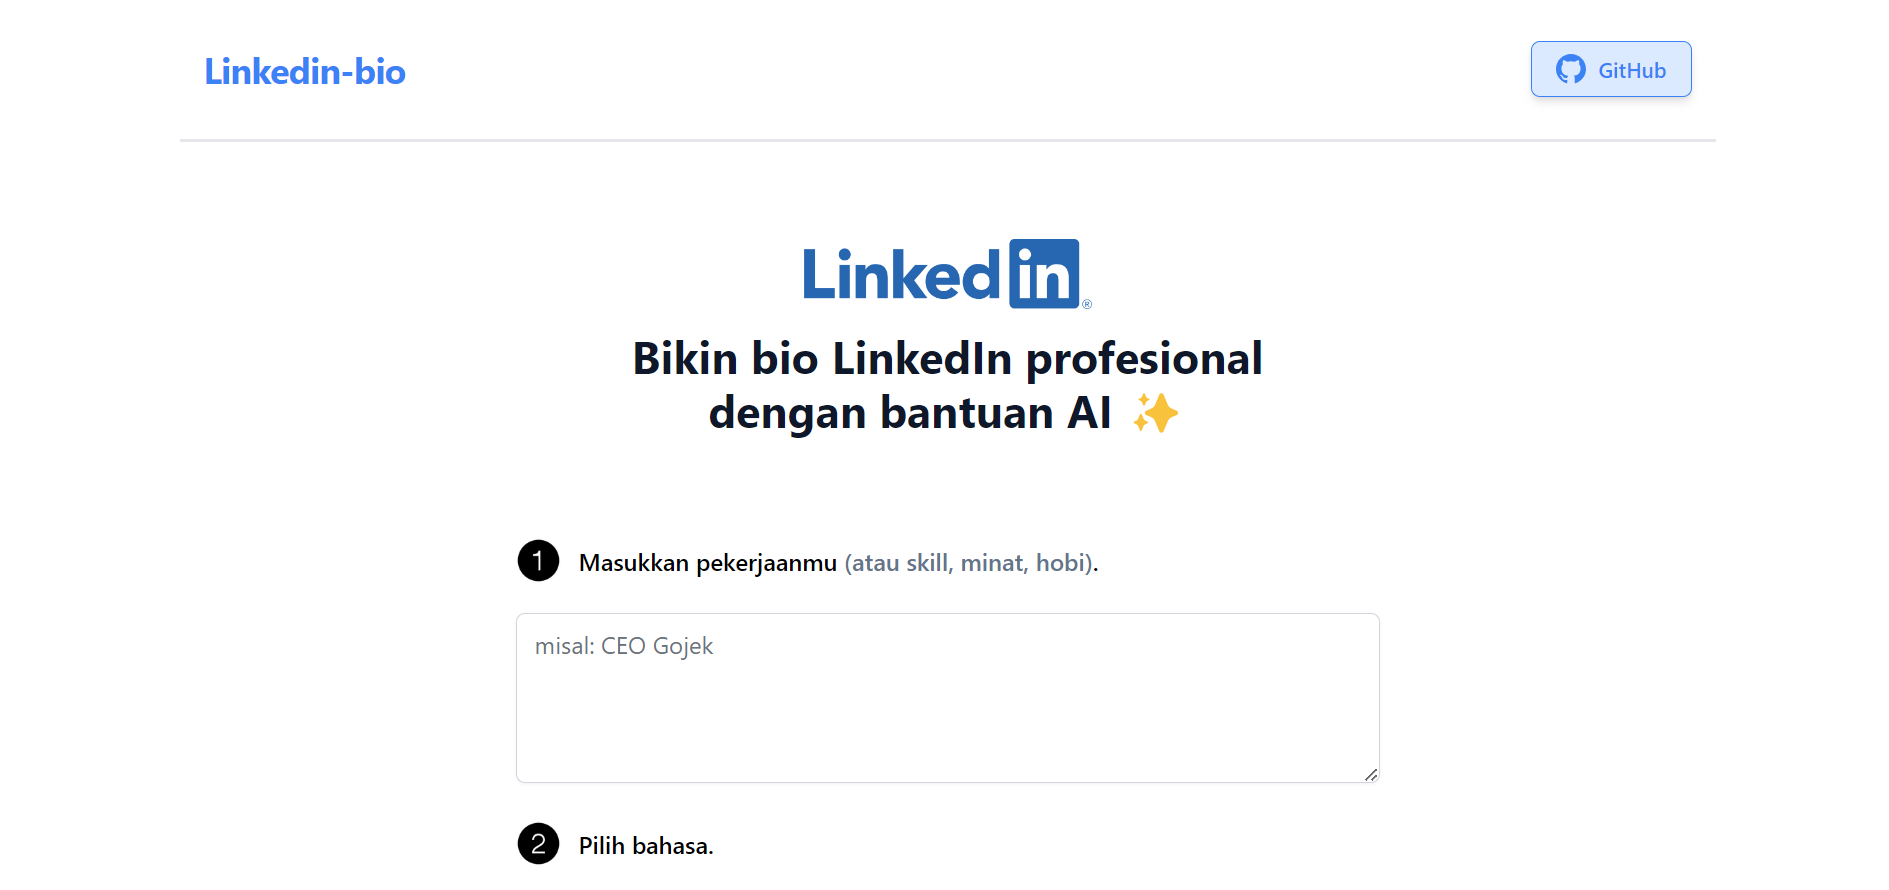 Linkedin-bio
GitHub
Linkedin®
Bikin bio LinkedIn profesional
dengan bantuan AI ✨
1 Masukkan pekerjaanmu (atau skill, minat, hobi).
misal: CEO Gojek
2 Pilih bahasa.